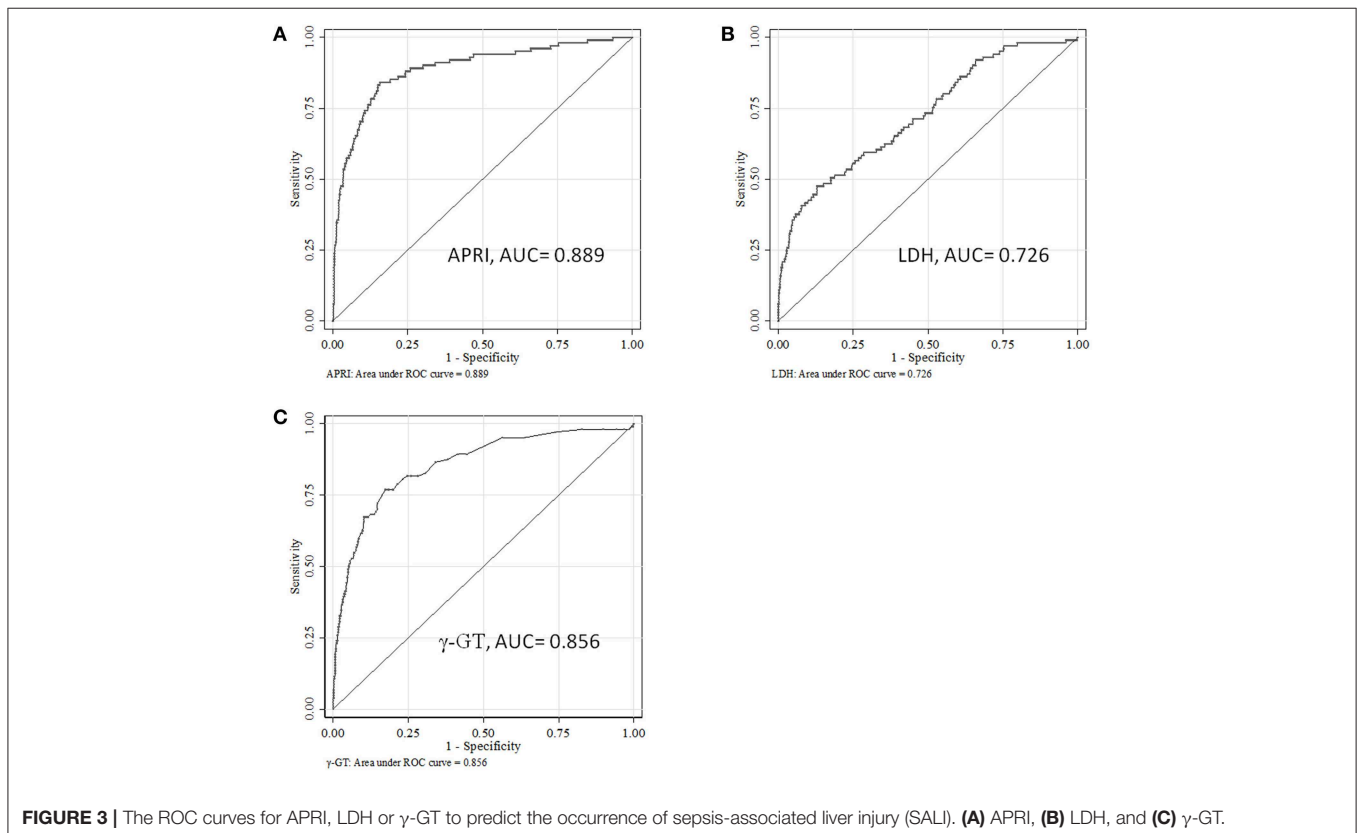 A
1.00
0.75
Sensitivity
0.50
0.25
0.00
APRI, AUC= 0.889
0.00 0.25 0.50 0.75 1.00
1 - Specificity
APRI: Area under ROC curve = 0.889
B
1.00
0.75
Sensitivity
0.50
0.25
0.00
LDH, AUC= 0.726
0.00 0.25 0.50 0.75 1.00
1 - Specificity
LDH: Area under ROC curve = 0.726
C
1.00
0.75
Sensitivity
0.50
0.25
0.00
γ-GT, AUC= 0.856
0.00 0.25 0.50 0.75 1.00
1 - Specificity
γ-GT: Area under ROC curve = 0.856
FIGURE 3 | The ROC curves for APRI, LDH or γ-GT to predict the occurrence of sepsis-associated liver injury (SALI). (A) APRI, (B) LDH, and (C) γ-GT.